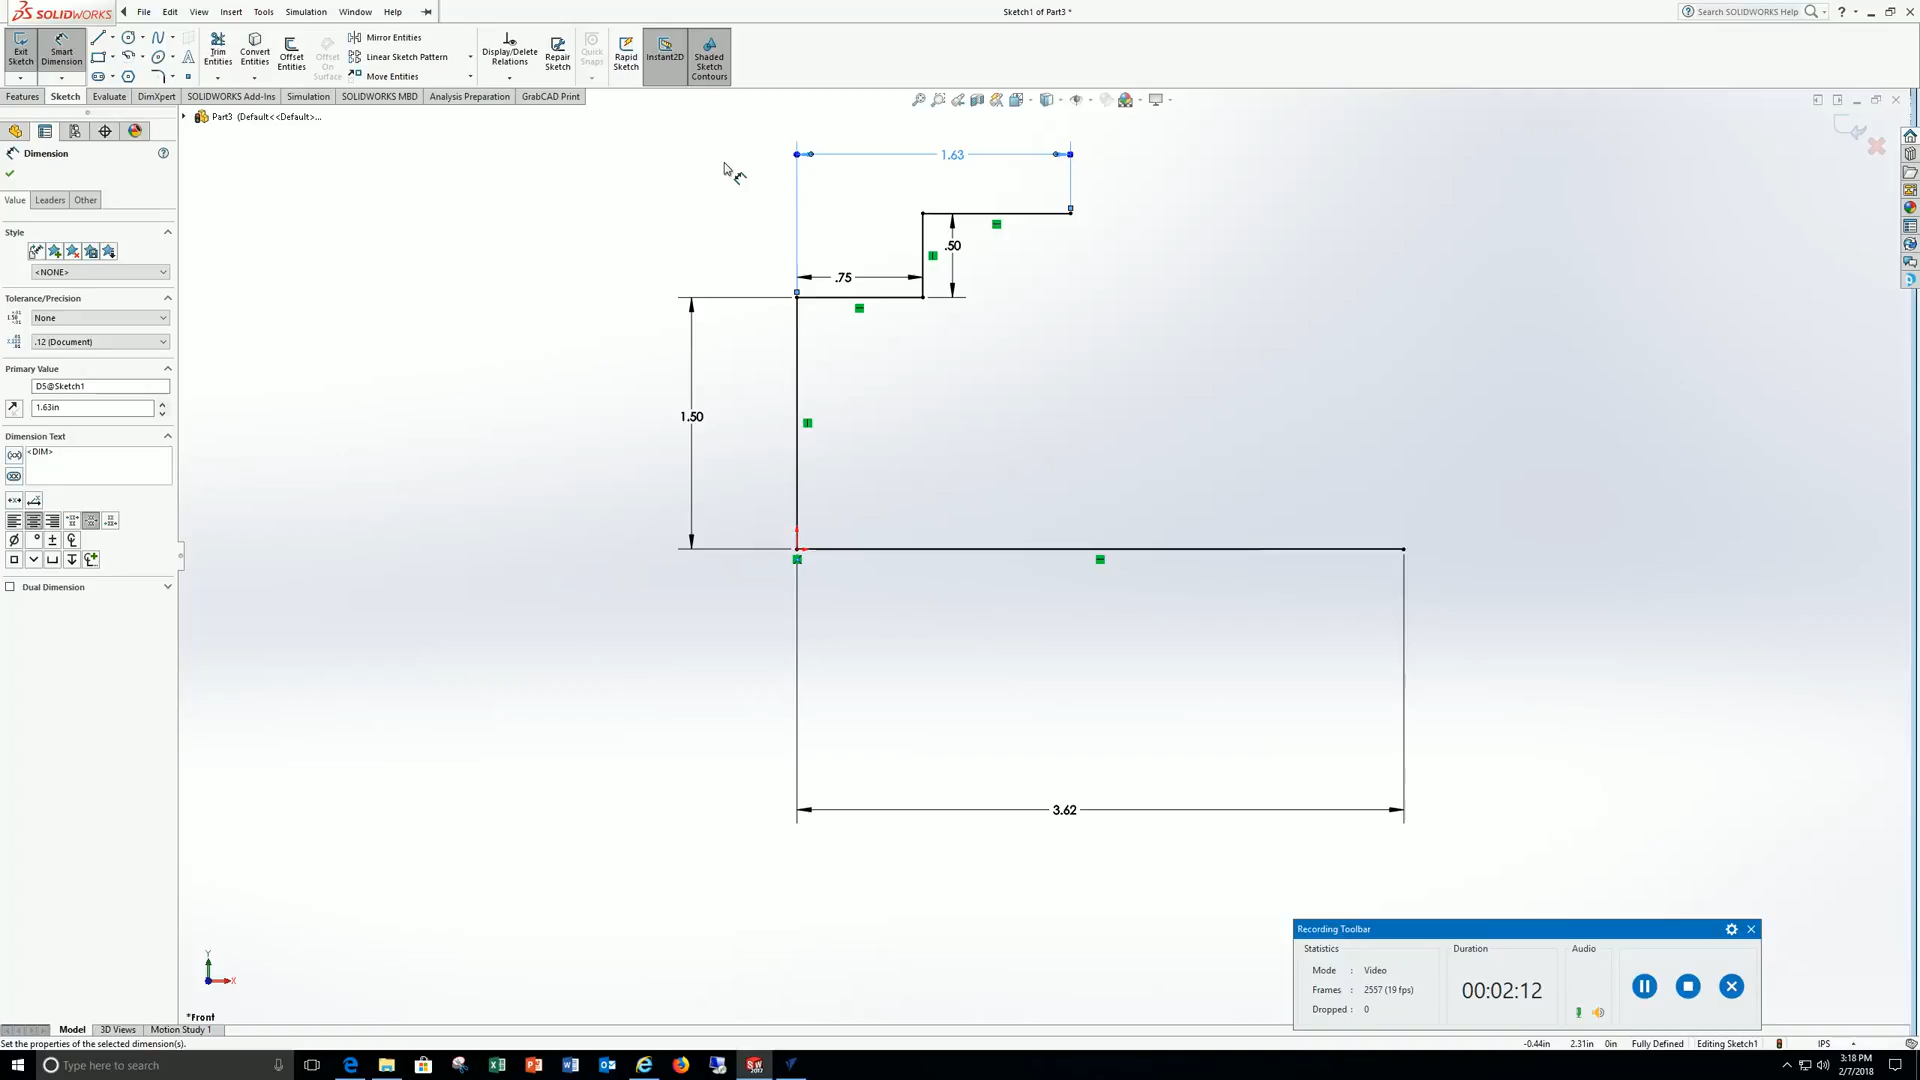 SOLIDWORKS File Edit View Insert Tools Simulation Window Help Sketch1 of Part3 * Search SOLIDWORKS Help
Exit Sketch Smart Dimension Trim Entities Convert Entities Offset Entities Offset On Surface Mirror Entities Linear Sketch Pattern Move Entities Display/Delete Relations Repair Sketch Quick Snaps Rapid Sketch Instant2D Shaded Sketch Contours
Features Sketch Evaluate DimXpert SOLIDWORKS Add-Ins Simulation SOLIDWORKS MBD Analysis Preparation GrabCAD Print
Part3 (Default<<Default>...
Dimension
Value Leaders Other
Style
<NONE>
Tolerance/Precision
None
.12 (Document)
Primary Value
D5@Sketch1
1.63in
Dimension Text
<DIM>
Dual Dimension
1.63
.50
.75
1.50
3.62
Y
X
*Front
Recording Toolbar
Statistics Duration Audio
Mode : Video
Frames : 2557 (19 fps)
Dropped : 0
00:02:12
Model 3D Views Motion Study 1
Set the properties of the selected dimension(s). -0.44in 2.31in 0in Fully Defined Editing Sketch1 IPS
Type here to search
3:18 PM
2/7/2018